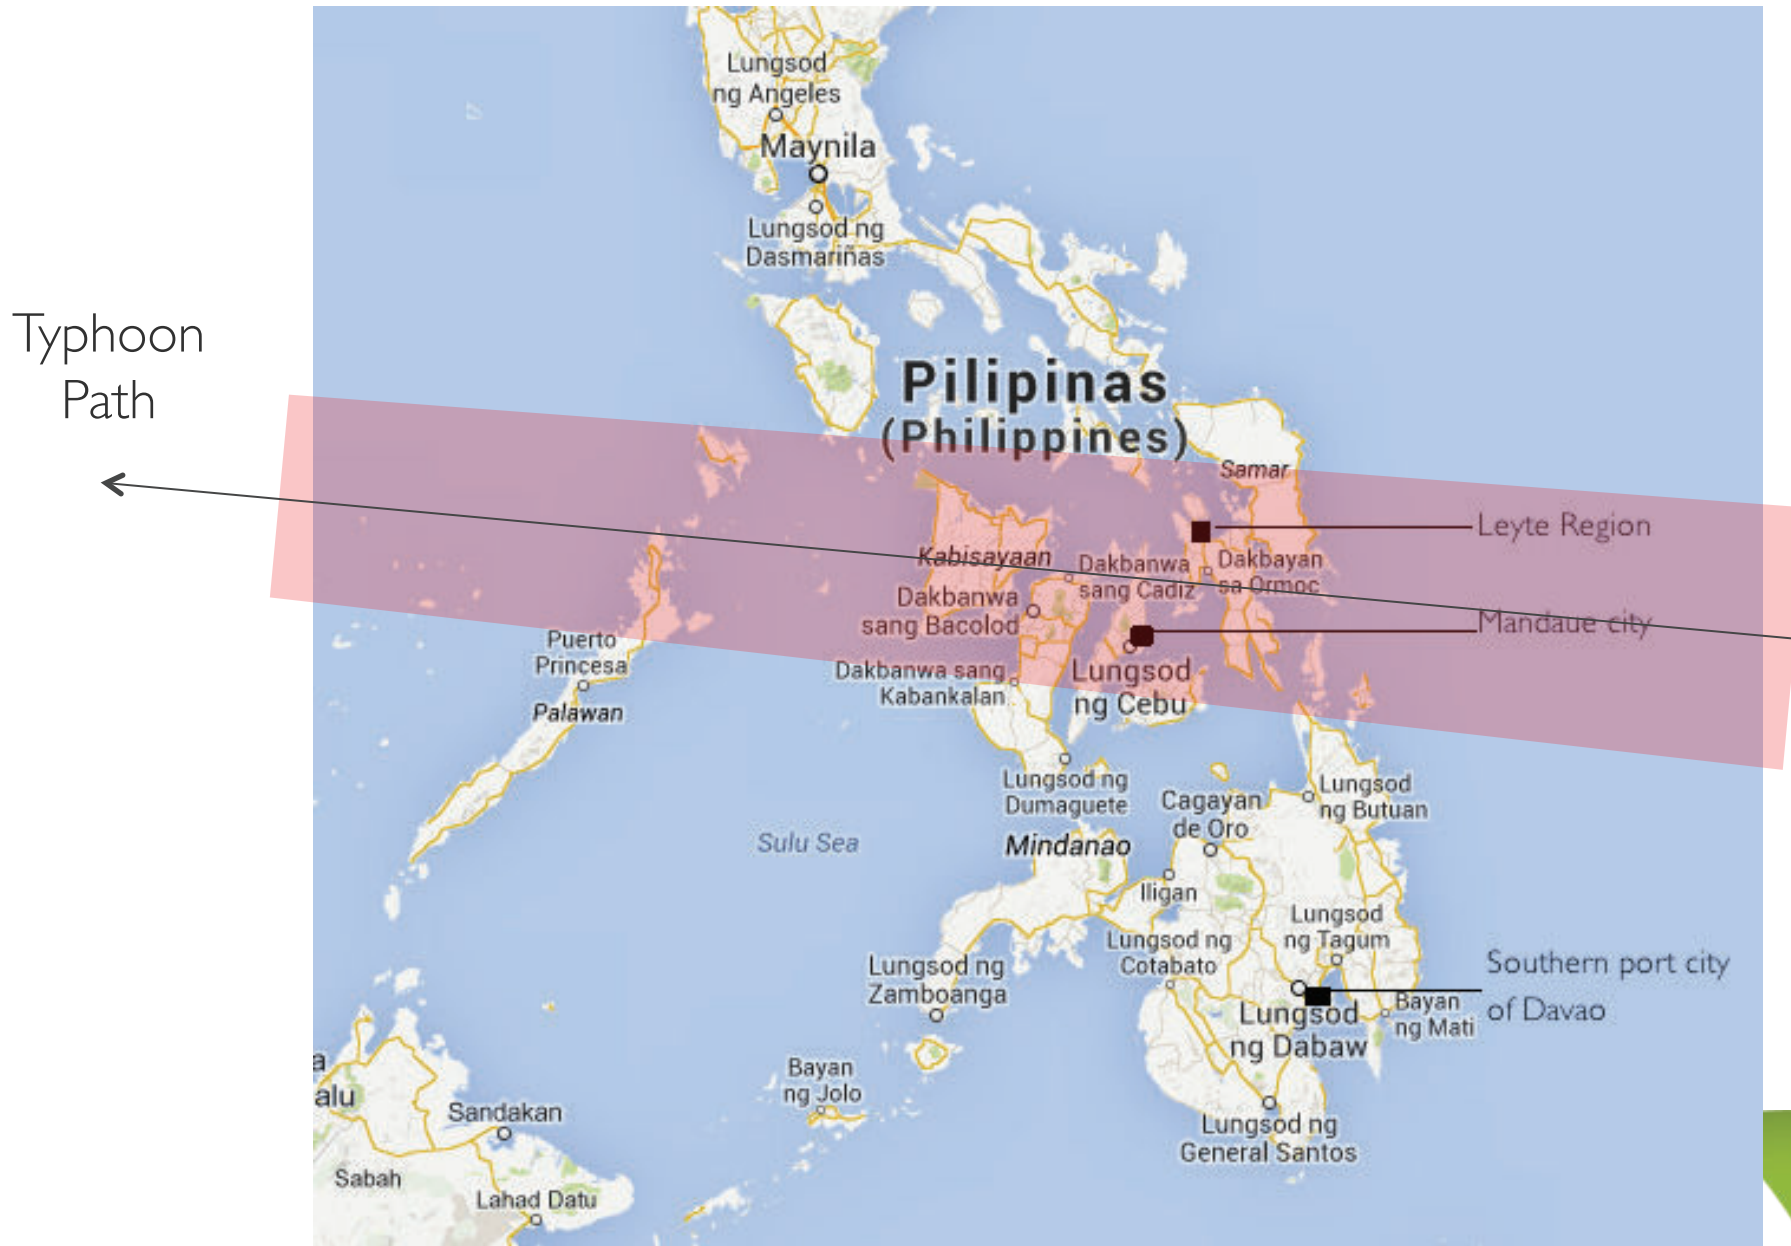 Lungsod
ng Angeles
Maynila
Lungsod ng
Dasmariñas
Typhoon
Path
Pilipinas
(Philippines)
Samar
Leyte Region
Kabisayaan
Dakbanwa
sang Cadiz
Dakbayan
sa Ormoc
Dakbanwa
sang Bacolod
Mandaue city
Puerto
Princesa
Dakbanwa sang
Kabankalan
Lungsod
ng Cebu
Palawan
Lungsod ng
Dumaguete
Cagayan
de Oro
Lungsod
ng Butuan
Sulu Sea
Mindanao
Iligan
Lungsod
ng Tagum
Lungsod ng
Cotabato
Lungsod ng
Zamboanga
Southern port city
of Davao
Lungsod
ng Dabaw
Bayan
ng Mati
a
alu
Bayan
ng Jolo
Sandakan
Lungsod ng
General Santos
Sabah
Lahad Datu